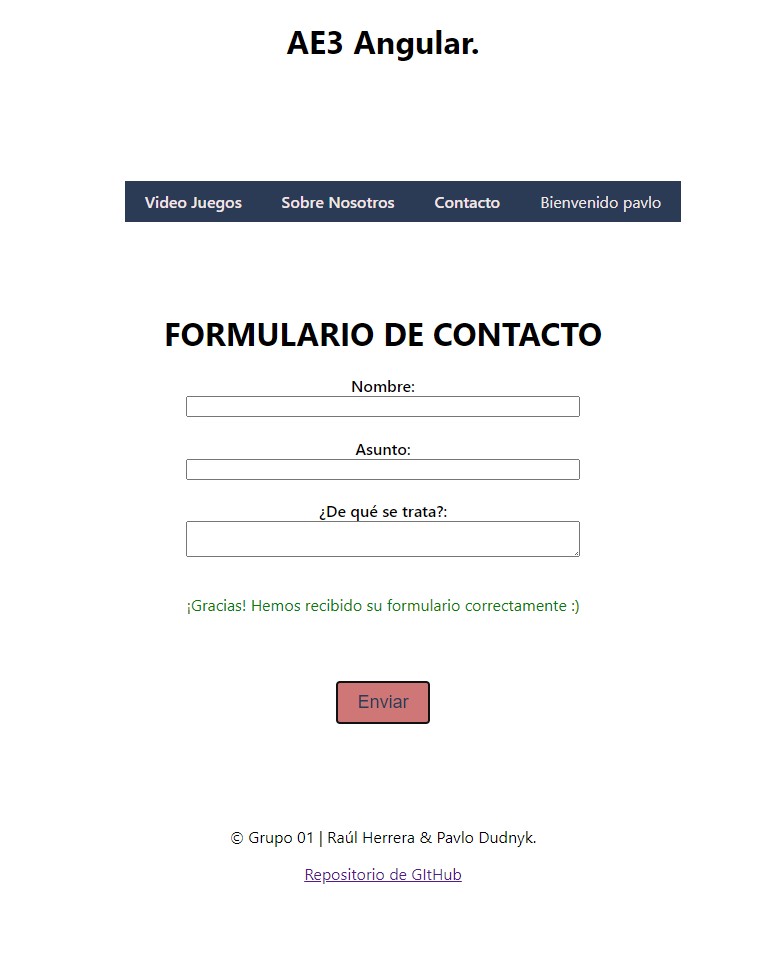 AE3 Angular.
Video Juegos Sobre Nosotros Contacto Bienvenido pavlo
FORMULARIO DE CONTACTO
Nombre:
Asunto:
¿De qué se trata?:
¡Gracias! Hemos recibido su formulario correctamente :)
Enviar
© Grupo 01 | Raúl Herrera & Pavlo Dudnyk.
Repositorio de GItHub